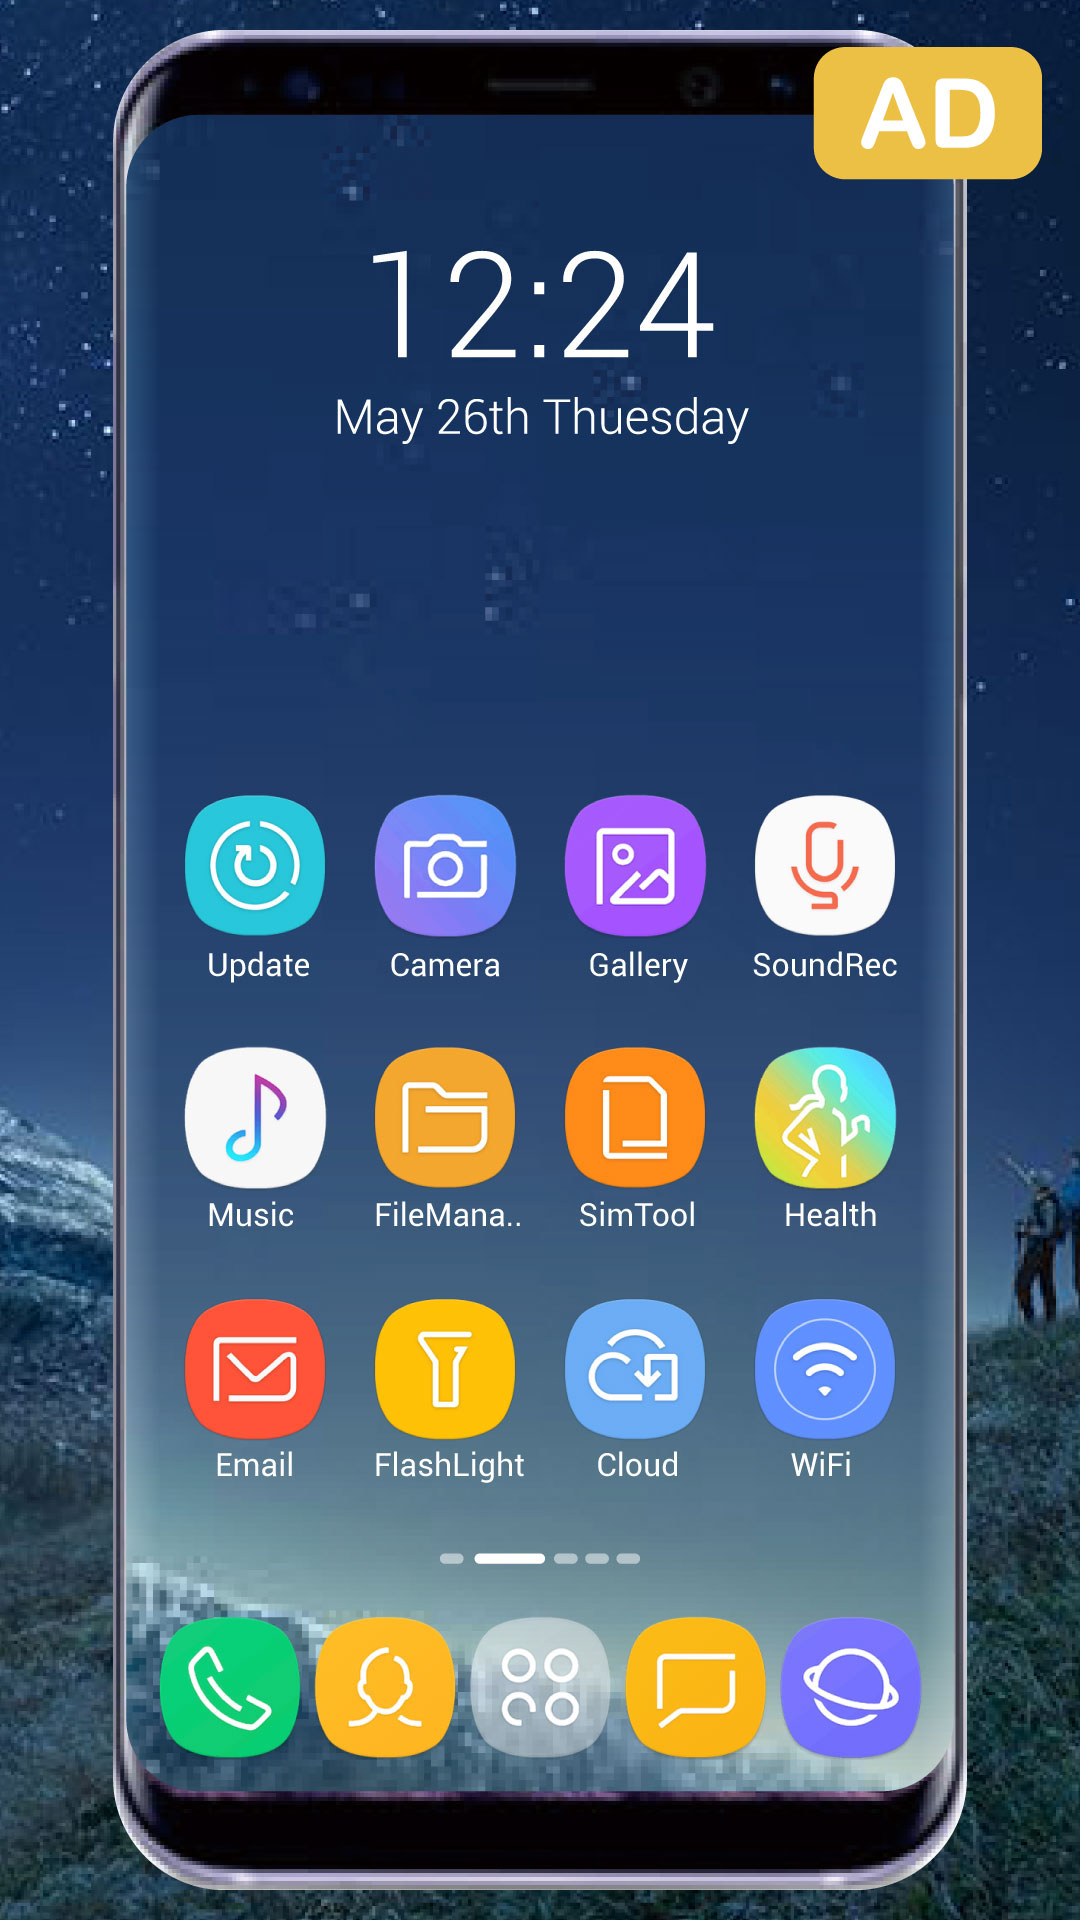 AD
12:24
May 26th Thuesday
Update Camera Gallery SoundRec
Music FileMana.. SimTool Health
Email FlashLight Cloud WiFi